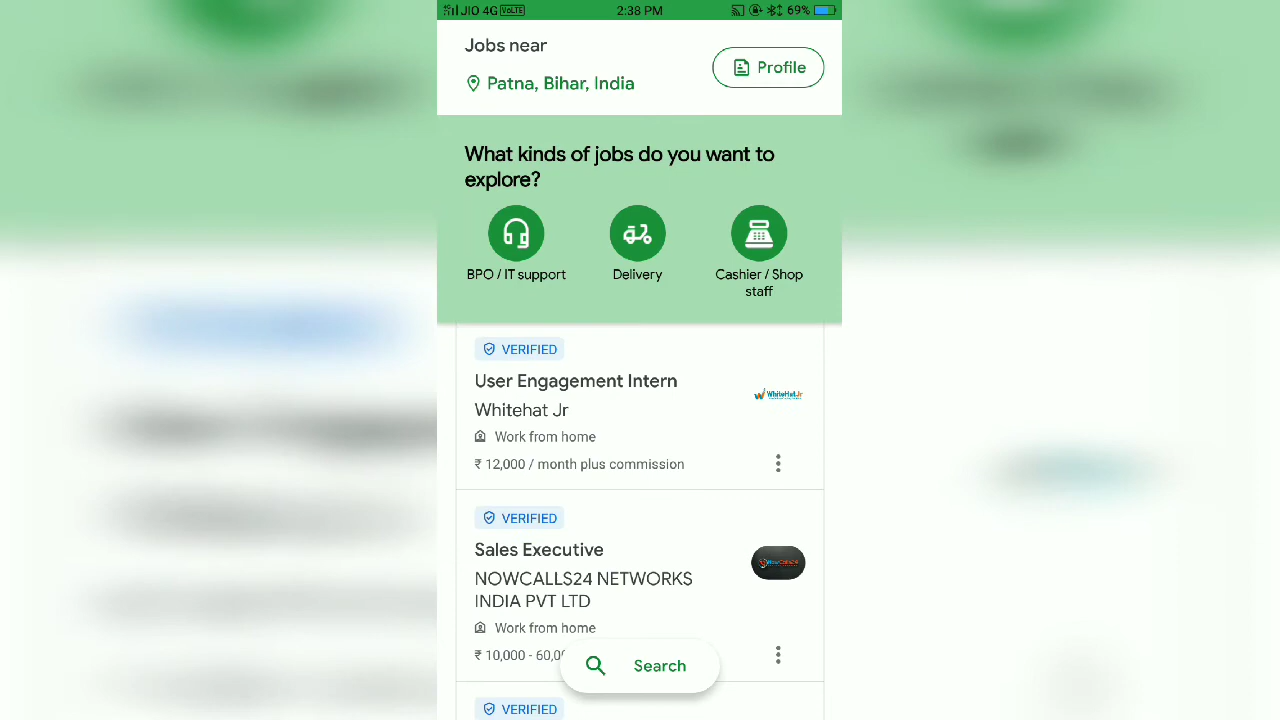 JIO 4G VoLTE 2:38 PM 69%
Jobs near
Patna, Bihar, India
Profile
What kinds of jobs do you want to
explore?
BPO / IT support
Delivery
Cashier / Shop
staff
VERIFIED
User Engagement Intern
WhiteHat Jr
Whitehat Jr
Work from home
₹ 12,000 / month plus commission
VERIFIED
Sales Executive
NOWCALLS24 NETWORKS
INDIA PVT LTD
Work from home
₹ 10,000 - 60,0
Search
VERIFIED